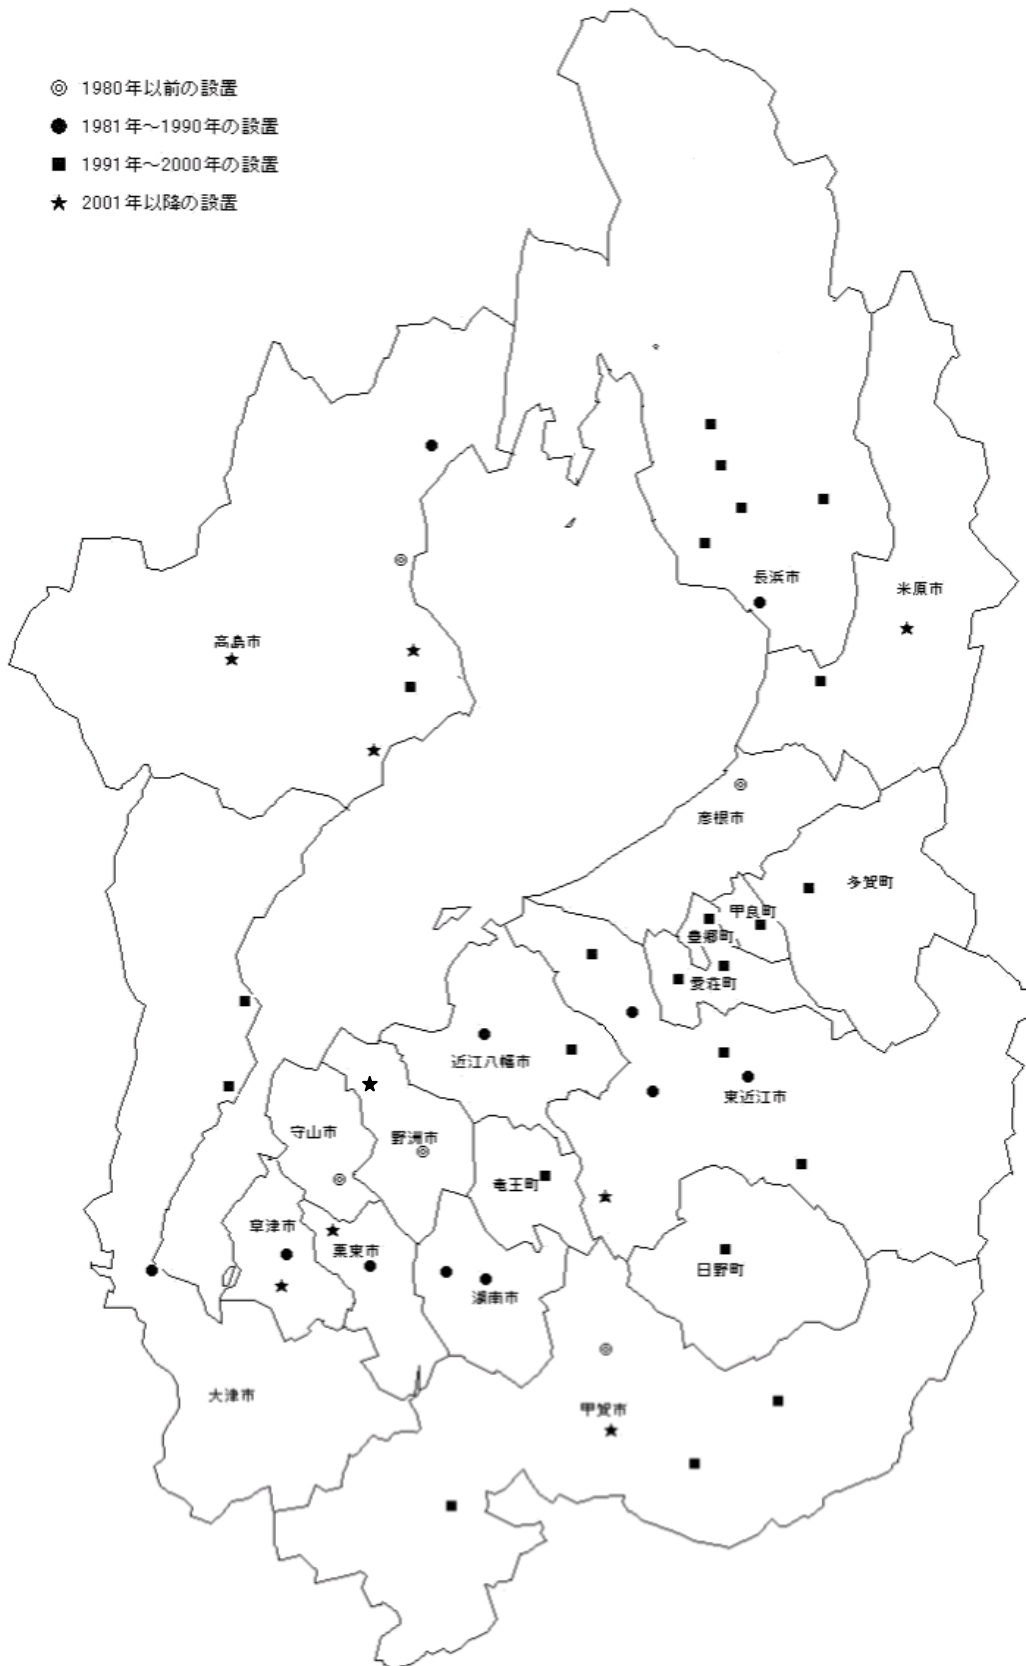 ◎ 1980年以前の設置
● 1981年～1990年の設置
■ 1991年～2000年の設置
★ 2001年以降の設置
長浜市
米原市
高島市
彦根市
多賀町
甲良町
豊郷町
愛荘町
近江八幡市
東近江市
守山市
野洲市
竜王町
草津市
栗東市
湖南市
日野町
大津市
甲賀市